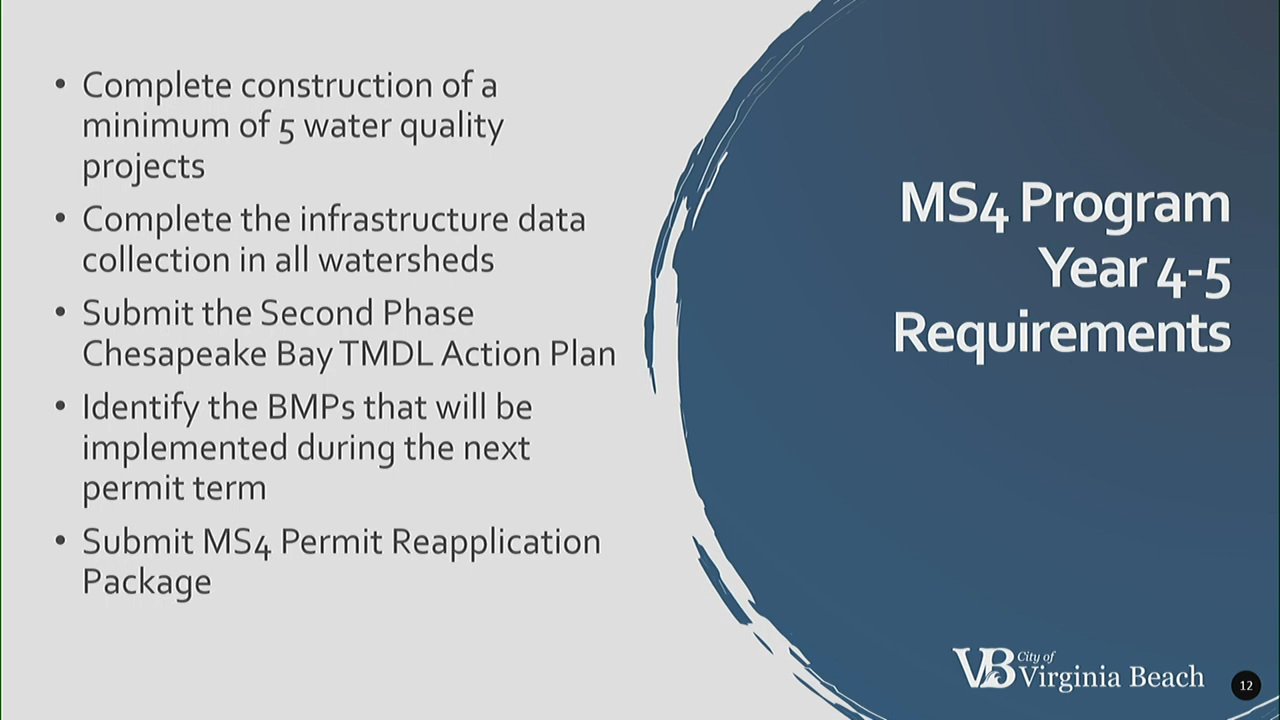 • Complete construction of a
minimum of 5 water quality
projects
• Complete the infrastructure data
collection in all watersheds
• Submit the Second Phase
Chesapeake Bay TMDL Action Plan
• Identify the BMPs that will be
implemented during the next
permit term
• Submit MS4 Permit Reapplication
Package
MS4 Program
Year 4-5
Requirements
VB City of
Virginia Beach
12